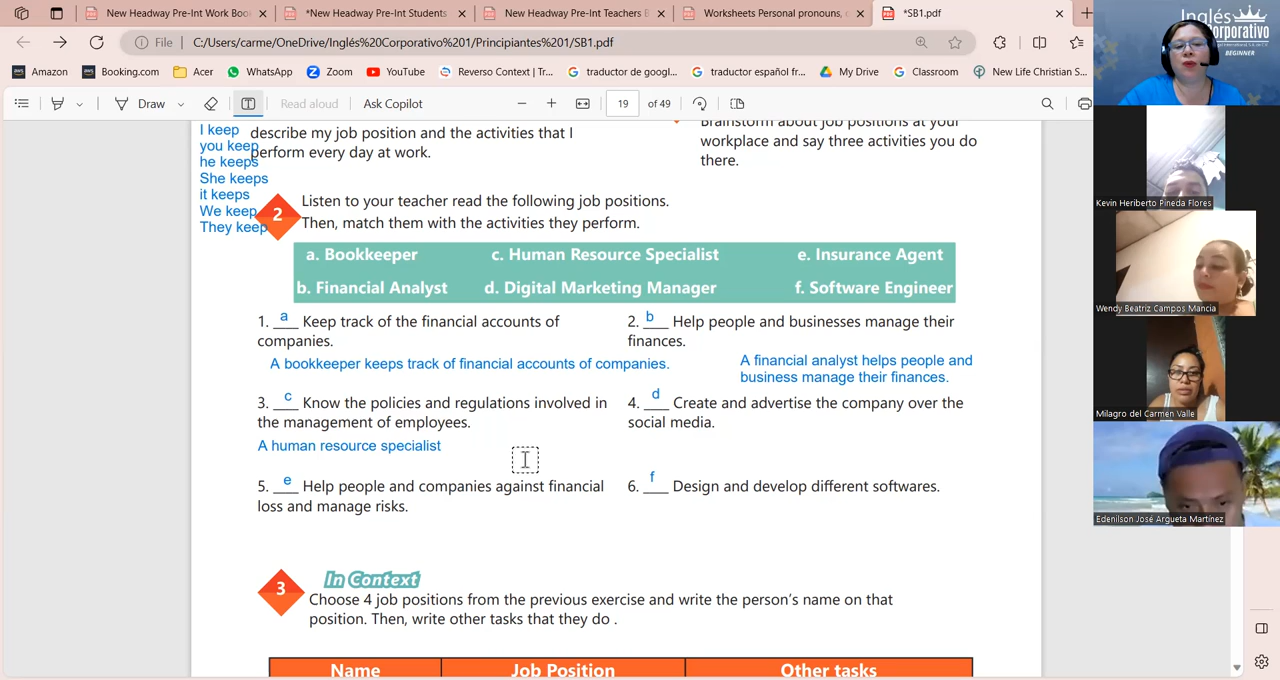 New Headway Pre-Int Work Boo
*New Headway Pre-Int Students
New Headway Pre-Int Teachers B
Worksheets Personal pronouns, c
*SB1.pdf
File
C:/Users/carme/OneDrive/Inglés%20Corporativo%201/Principiantes%201/SB1.pdf
Amazon
Booking.com
Acer
WhatsApp
Zoom
YouTube
Reverso Context | Tr...
traductor de googl...
traductor español fr...
My Drive
Classroom
New Life Christian S...
Draw
Read aloud
Ask Copilot
19 of 49
Inglés
Corporativo
BEGINNER
I keep
you keep
he keeps
She keeps
it keeps
We keep
They keep
describe my job position and the activities that I
perform every day at work.
Brainstorm about job positions at your
workplace and say three activities you do
there.
2
Listen to your teacher read the following job positions.
Then, match them with the activities they perform.
a. Bookkeeper c. Human Resource Specialist e. Insurance Agent
b. Financial Analyst d. Digital Marketing Manager f. Software Engineer
1. a Keep track of the financial accounts of
companies.
A bookkeeper keeps track of financial accounts of companies.
2. b Help people and businesses manage their
finances.
A financial analyst helps people and
business manage their finances.
3. c Know the policies and regulations involved in
the management of employees.
A human resource specialist
4. d Create and advertise the company over the
social media.
5. e Help people and companies against financial
loss and manage risks.
6. f Design and develop different softwares.
3
In Context
Choose 4 job positions from the previous exercise and write the person's name on that
position. Then, write other tasks that they do .
Name Job Position Other tasks
Kevin Heriberto Pineda Flores
Wendy Beatriz Campos Mancia
Milagro del Carmen Valle
Edenilson José Argueta Martínez